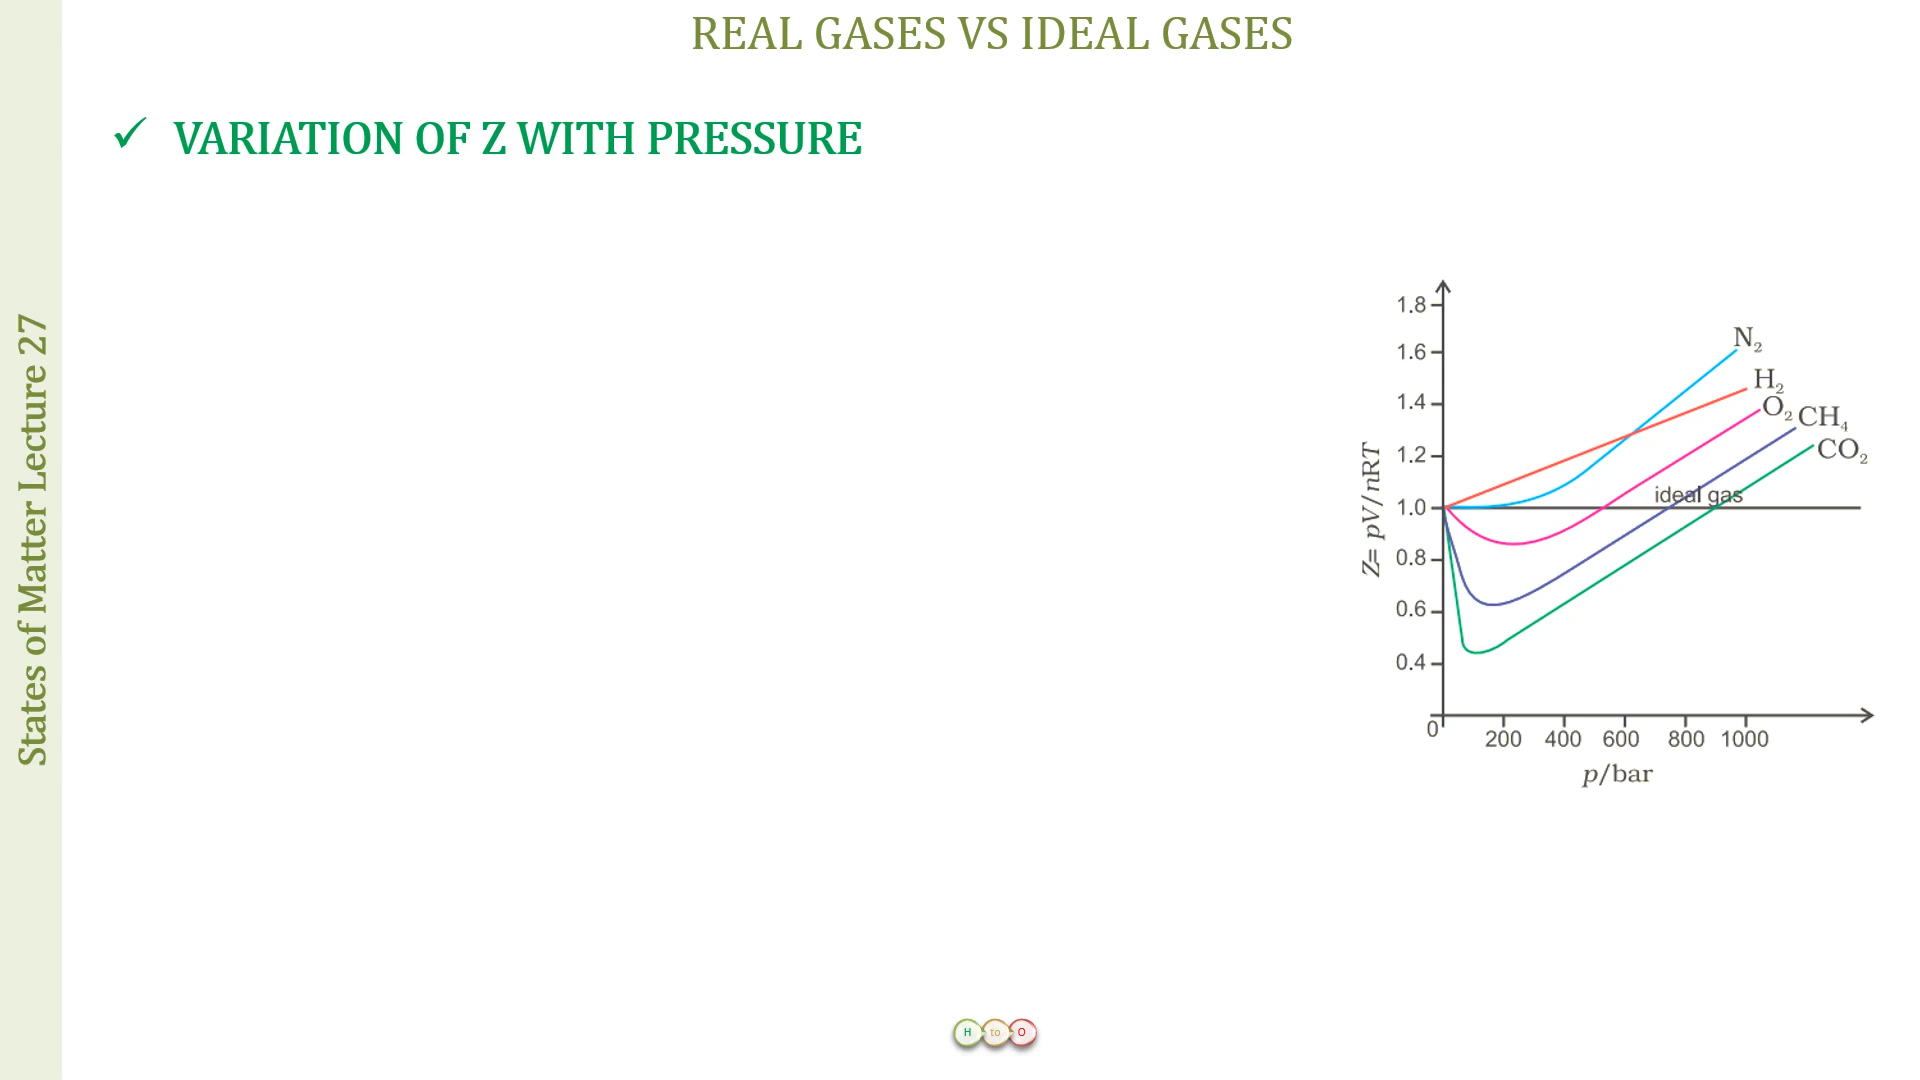 REAL GASES VS IDEAL GASES
✓ VARIATION OF Z WITH PRESSURE
States of Matter Lecture 27
1.8
1.6
1.4
1.2
1.0
0.8
0.6
0.4
0
Z= pV/nRT
N₂
H₂
O₂
CH₄
CO₂
ideal gas
200 400 600 800 1000
p/bar
H to O